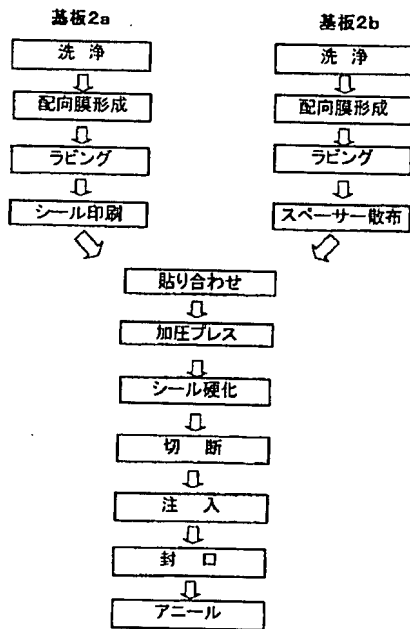 基板2a
洗 浄
配向膜形成
ラビング
シール印刷
基板2b
洗 浄
配向膜形成
ラビング
スペーサー散布
貼り合わせ
加圧プレス
シール硬化
切 断
注 入
封 口
アニール